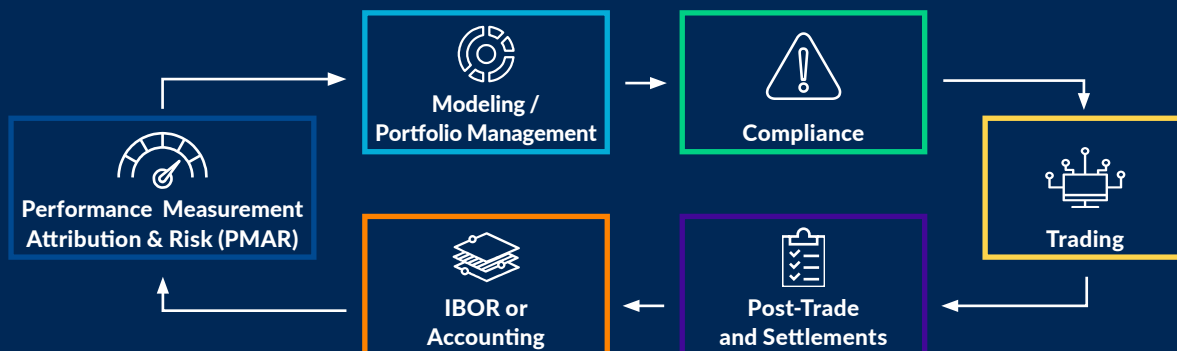 Modeling /
Portfolio Management
Compliance
Performance Measurement
Attribution & Risk (PMAR)
Trading
IBOR or
Accounting
Post-Trade
and Settlements